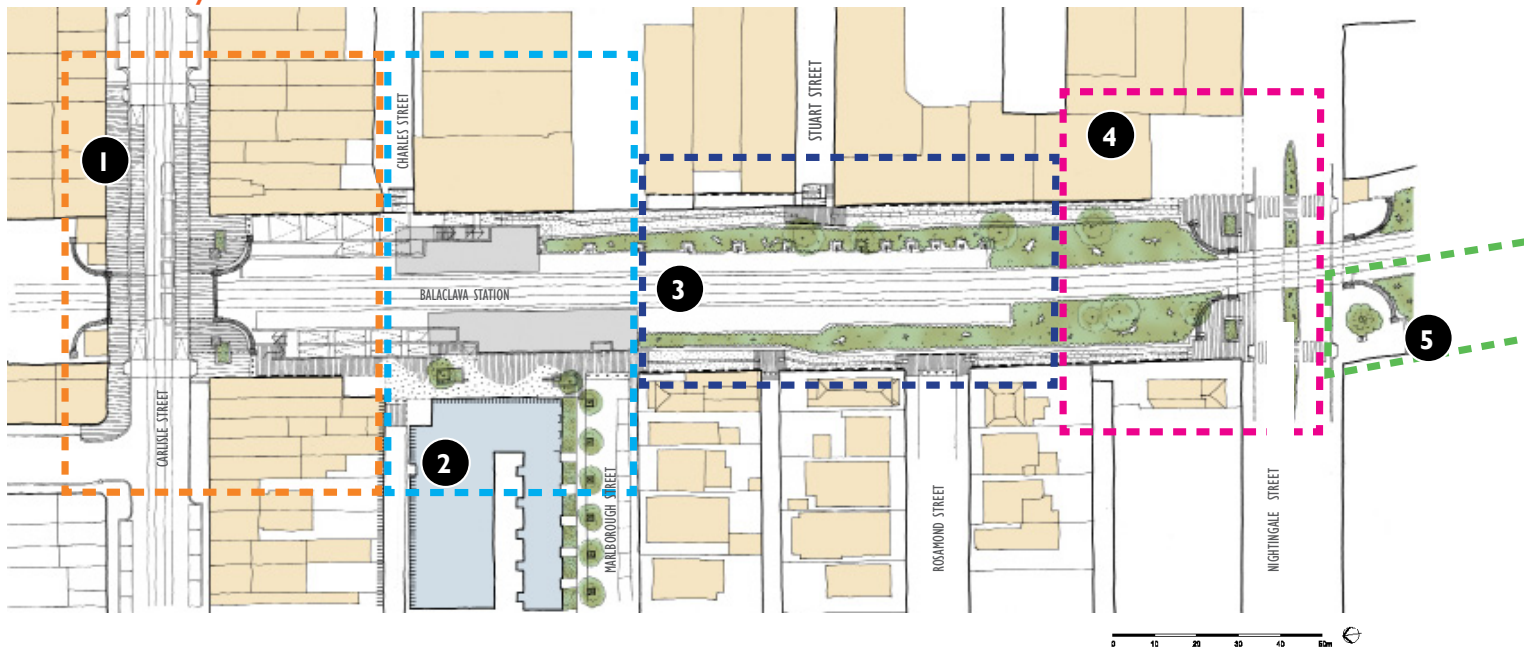 1
CHARLES STREET
STUART STREET
4
3
BALACLAVA STATION
5
CARLISLE STREET
2
MARLBOROUGH STREET
ROSAMOND STREET
NIGHTINGALE STREET
0 10 20 30 40 50m